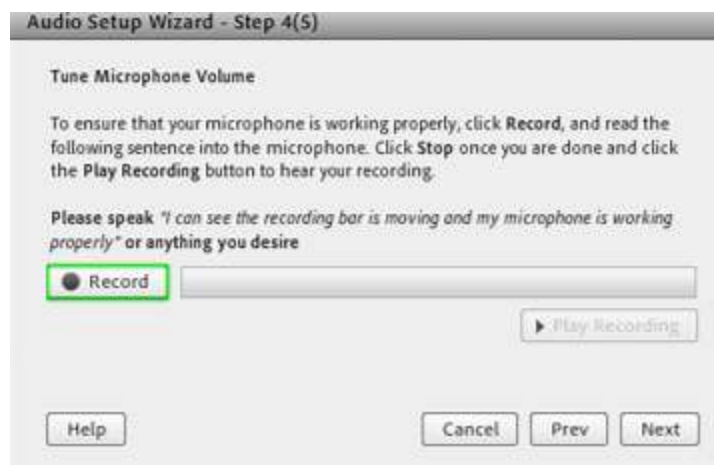 Audio Setup Wizard - Step 4(5)
Tune Microphone Volume
To ensure that your microphone is working properly, click Record, and read the
following sentence into the microphone. Click Stop once you are done and click
the Play Recording button to hear your recording.
Please speak "I can see the recording bar is moving and my microphone is working
properly" or anything you desire
Record
Play Recording
Help
Cancel
Prev
Next